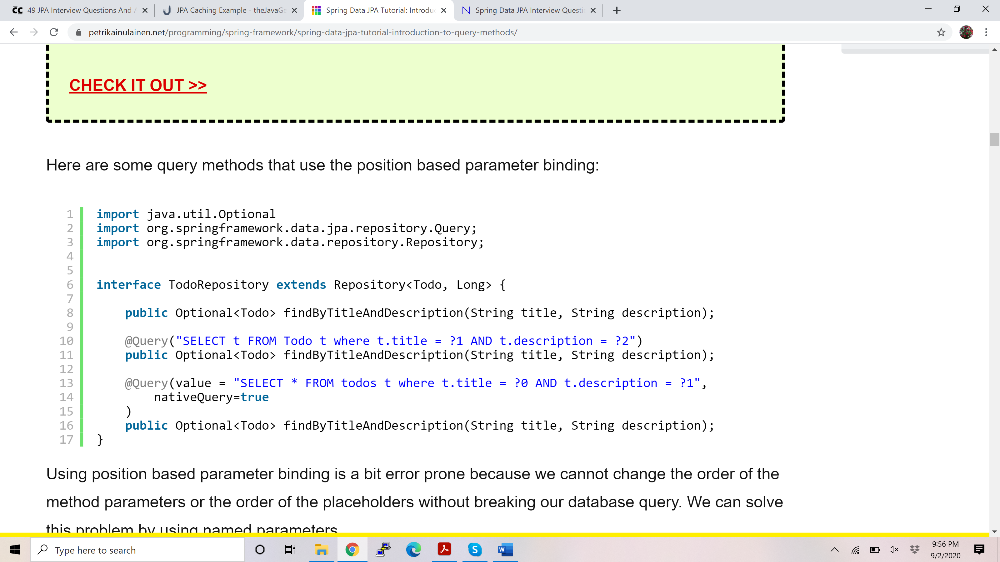 49 JPA Interview Questions And A
JPA Caching Example - theJavaGe
Spring Data JPA Tutorial: Introduc
Spring Data JPA Interview Questi
petrikainulainen.net/programming/spring-framework/spring-data-jpa-tutorial-introduction-to-query-methods/
CHECK IT OUT >>
Here are some query methods that use the position based parameter binding:
1 import java.util.Optional
2 import org.springframework.data.jpa.repository.Query;
3 import org.springframework.data.repository.Repository;
4
5
6 interface TodoRepository extends Repository<Todo, Long> {
7
8 public Optional<Todo> findByTitleAndDescription(String title, String description);
9
10 @Query("SELECT t FROM Todo t where t.title = ?1 AND t.description = ?2")
11 public Optional<Todo> findByTitleAndDescription(String title, String description);
12
13 @Query(value = "SELECT * FROM todos t where t.title = ?0 AND t.description = ?1",
14 nativeQuery=true
15 )
16 public Optional<Todo> findByTitleAndDescription(String title, String description);
17 }
Using position based parameter binding is a bit error prone because we cannot change the order of the
method parameters or the order of the placeholders without breaking our database query. We can solve
this problem by using named parameters
Type here to search
9:56 PM
9/2/2020